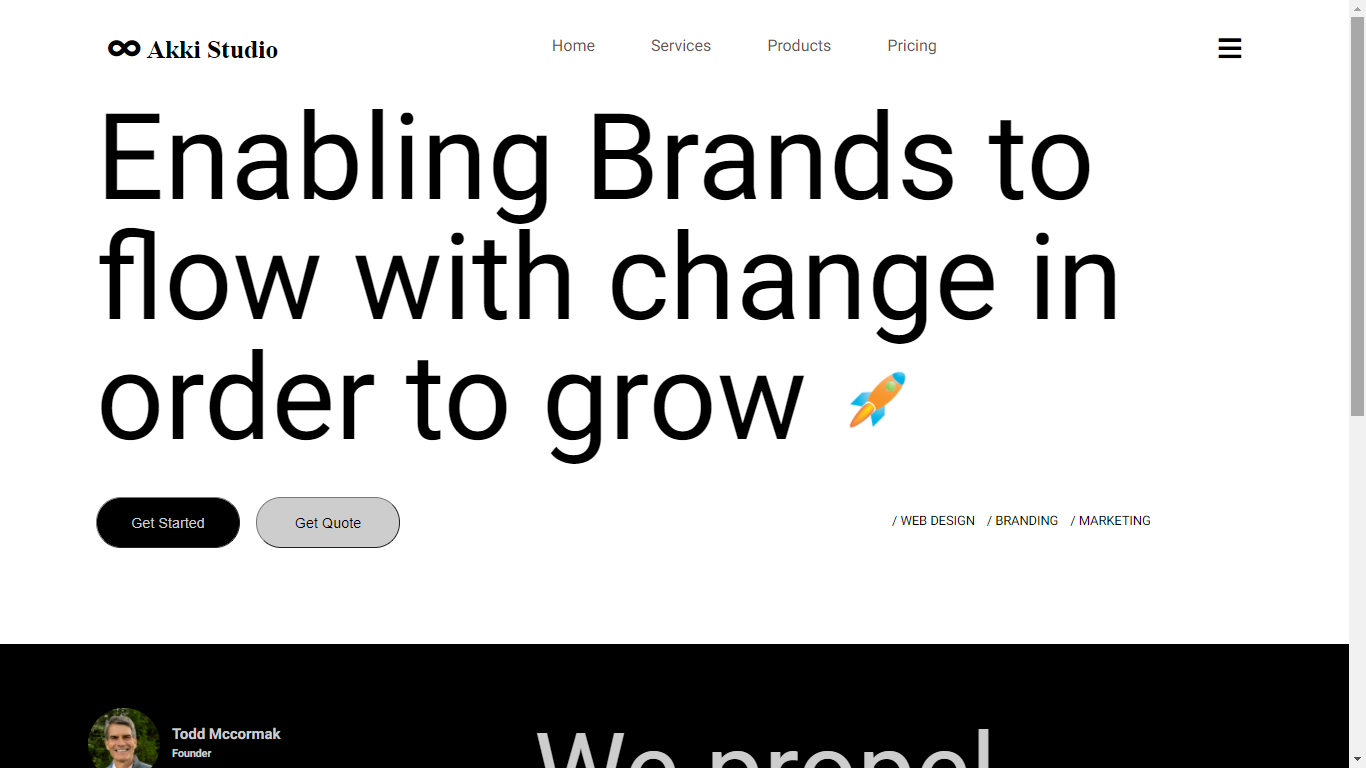 Akki Studio
Home Services Products Pricing
Enabling Brands to
flow with change in
order to grow 🚀
Get Started Get Quote / WEB DESIGN / BRANDING / MARKETING
Todd Mccormak
Founder
We propel